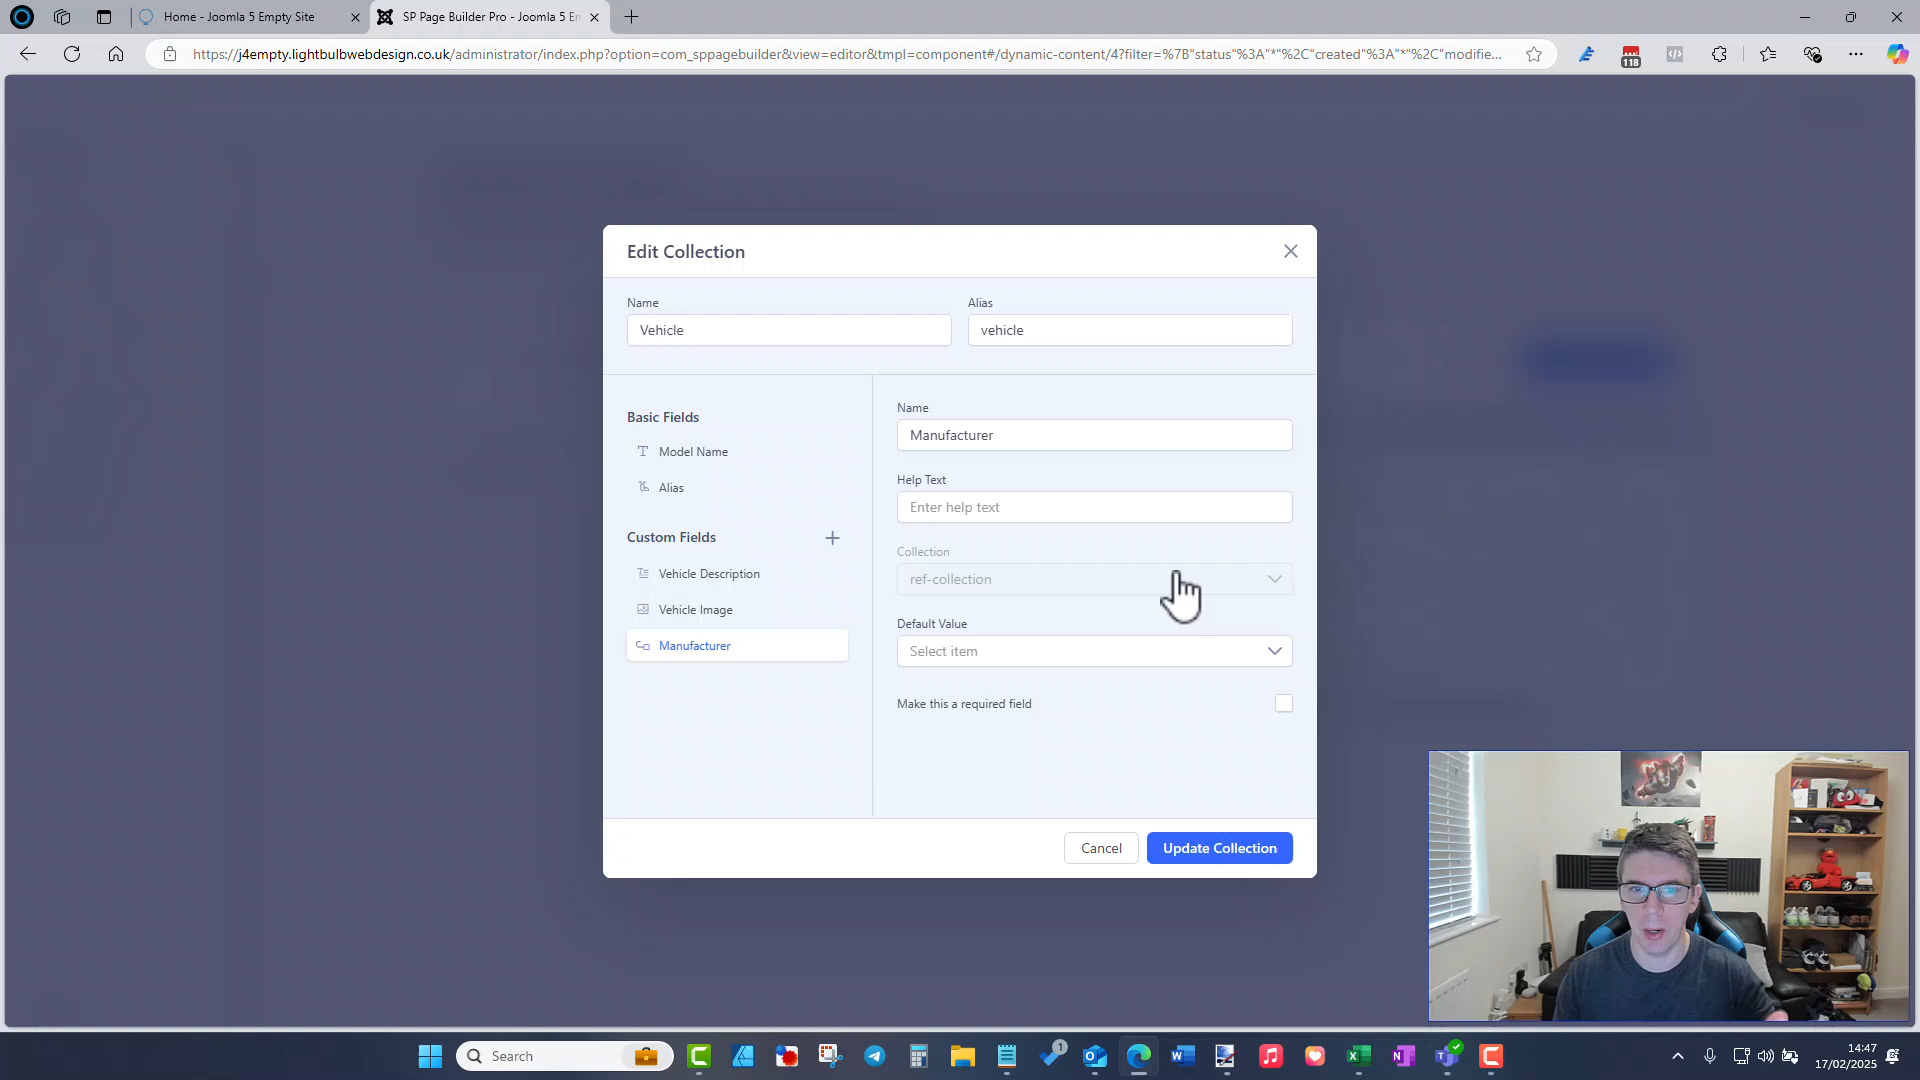 Home - Joomla 5 Empty Site
SP Page Builder Pro - Joomla 5 En
https://j4empty.lightbulbwebdesign.co.uk/administrator/index.php?option=com_sppagebuilder&view=editor&tmpl=component#/dynamic-content/4?filter=%7B"status"%3A"*"%2C"created"%3A"*"%2C"modifie...
118
Edit Collection
Name
Alias
Vehicle
vehicle
Basic Fields
Model Name
Alias
Custom Fields
Vehicle Description
Vehicle Image
Manufacturer
Name
Manufacturer
Help Text
Enter help text
Collection
ref-collection
Default Value
Select item
Make this a required field
Cancel
Update Collection
Search
1
14:47
17/02/2025